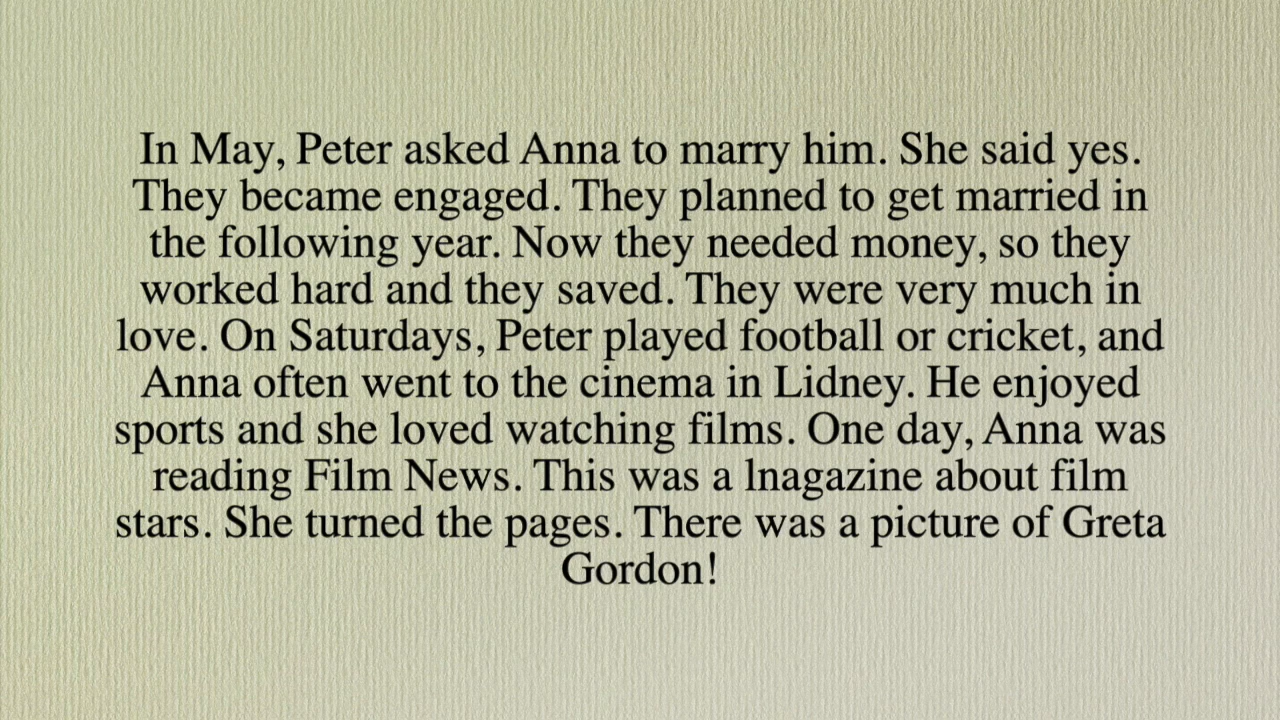 In May, Peter asked Anna to marry him. She said yes.
They became engaged. They planned to get married in
the following year. Now they needed money, so they
worked hard and they saved. They were very much in
love. On Saturdays, Peter played football or cricket, and
Anna often went to the cinema in Lidney. He enjoyed
sports and she loved watching films. One day, Anna was
reading Film News. This was a lnagazine about film
stars. She turned the pages. There was a picture of Greta
Gordon!